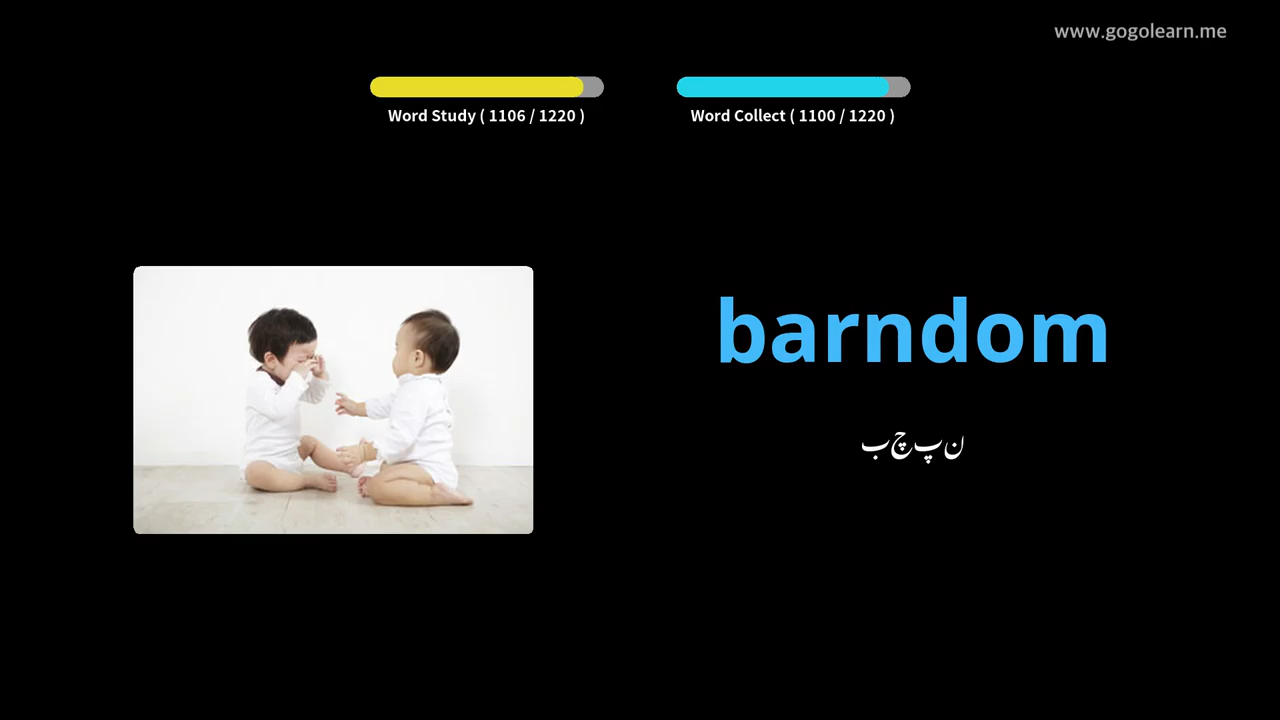 www.gogolearn.me
Word Study ( 1106 / 1220 )
Word Collect ( 1100 / 1220 )
barndom
ن پ چ ب